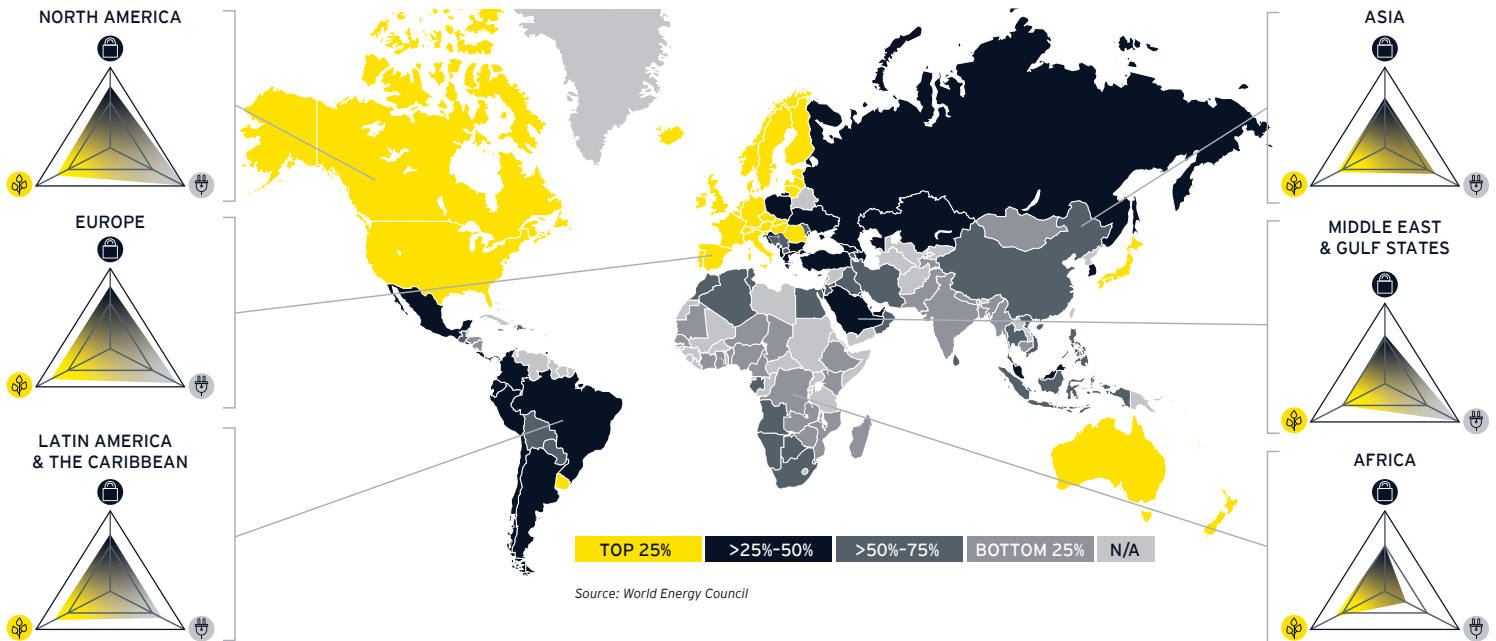 NORTH AMERICA
EUROPE
LATIN AMERICA
& THE CARIBBEAN
ASIA
MIDDLE EAST
& GULF STATES
AFRICA
TOP 25%
>25%–50%
>50%–75%
BOTTOM 25%
N/A
Source: World Energy Council